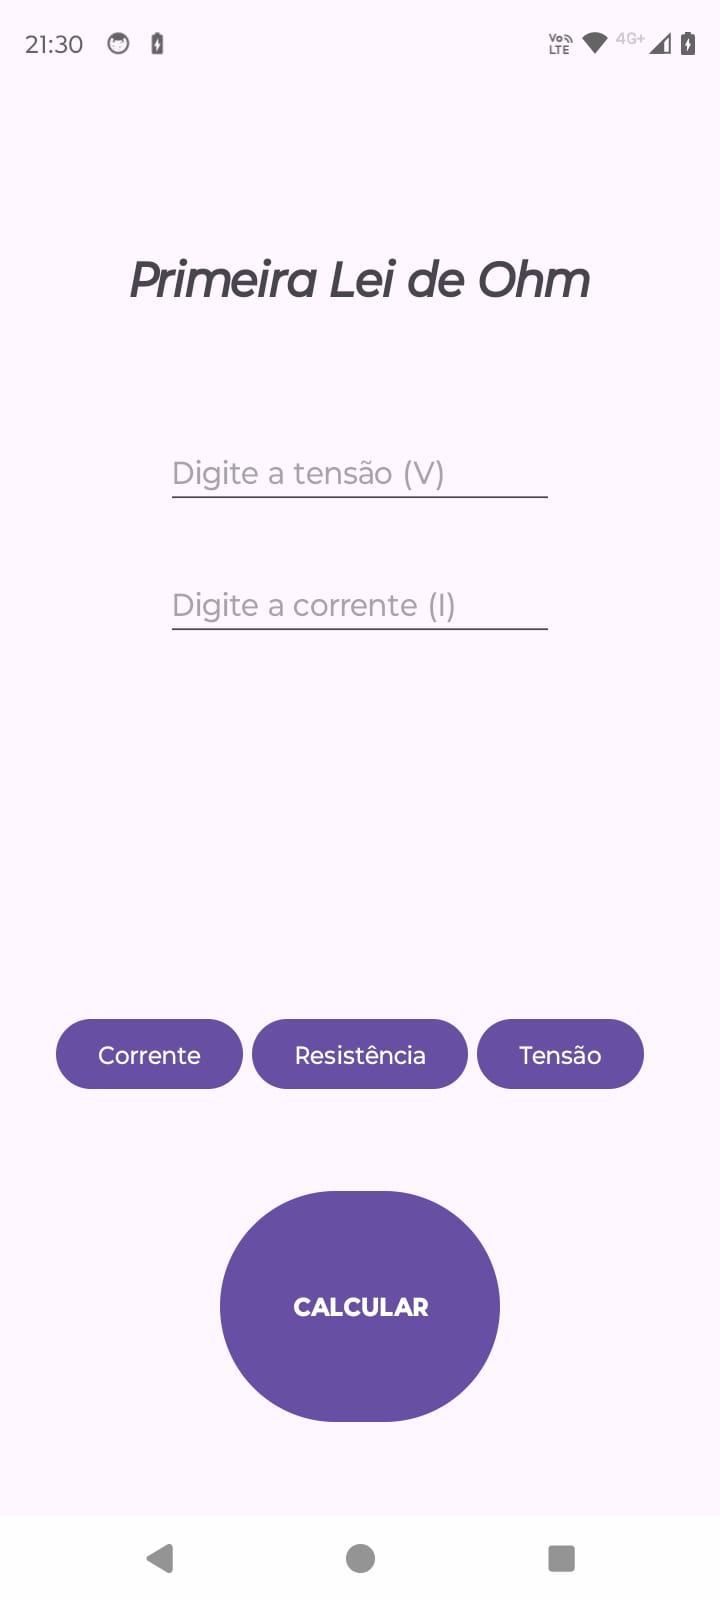 21:30 Vo LTE 4G+
Primeira Lei de Ohm
Digite a tensão (V)
Digite a corrente (I)
Corrente Resistência Tensão
CALCULAR